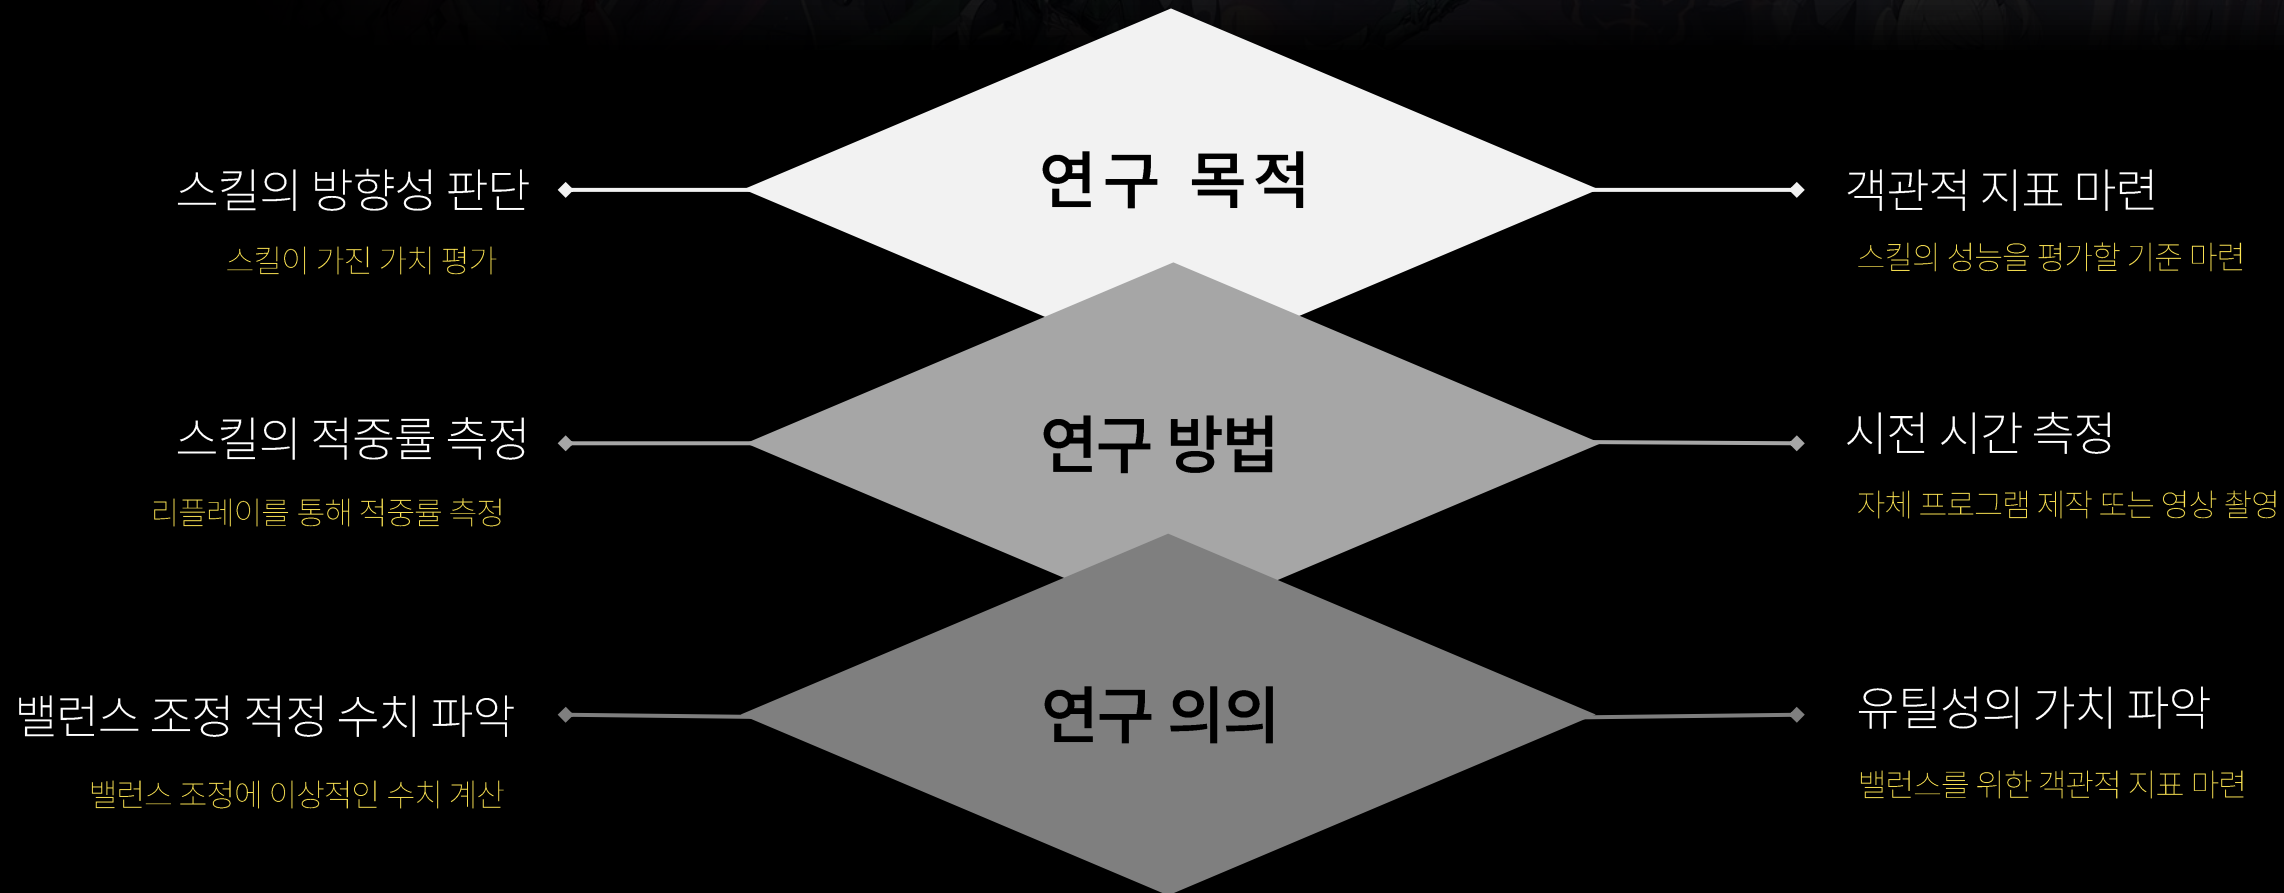 연구 목적
스킬의 방향성 판단
스킬이 가진 가치 평가
객관적 지표 마련
스킬의 성능을 평가할 기준 마련
연구 방법
스킬의 적중률 측정
리플레이를 통해 적중률 측정
시전 시간 측정
자체 프로그램 제작 또는 영상 촬영
연구 의의
밸런스 조정 적정 수치 파악
밸런스 조정에 이상적인 수치 계산
유틸성의 가치 파악
밸런스를 위한 객관적 지표 마련